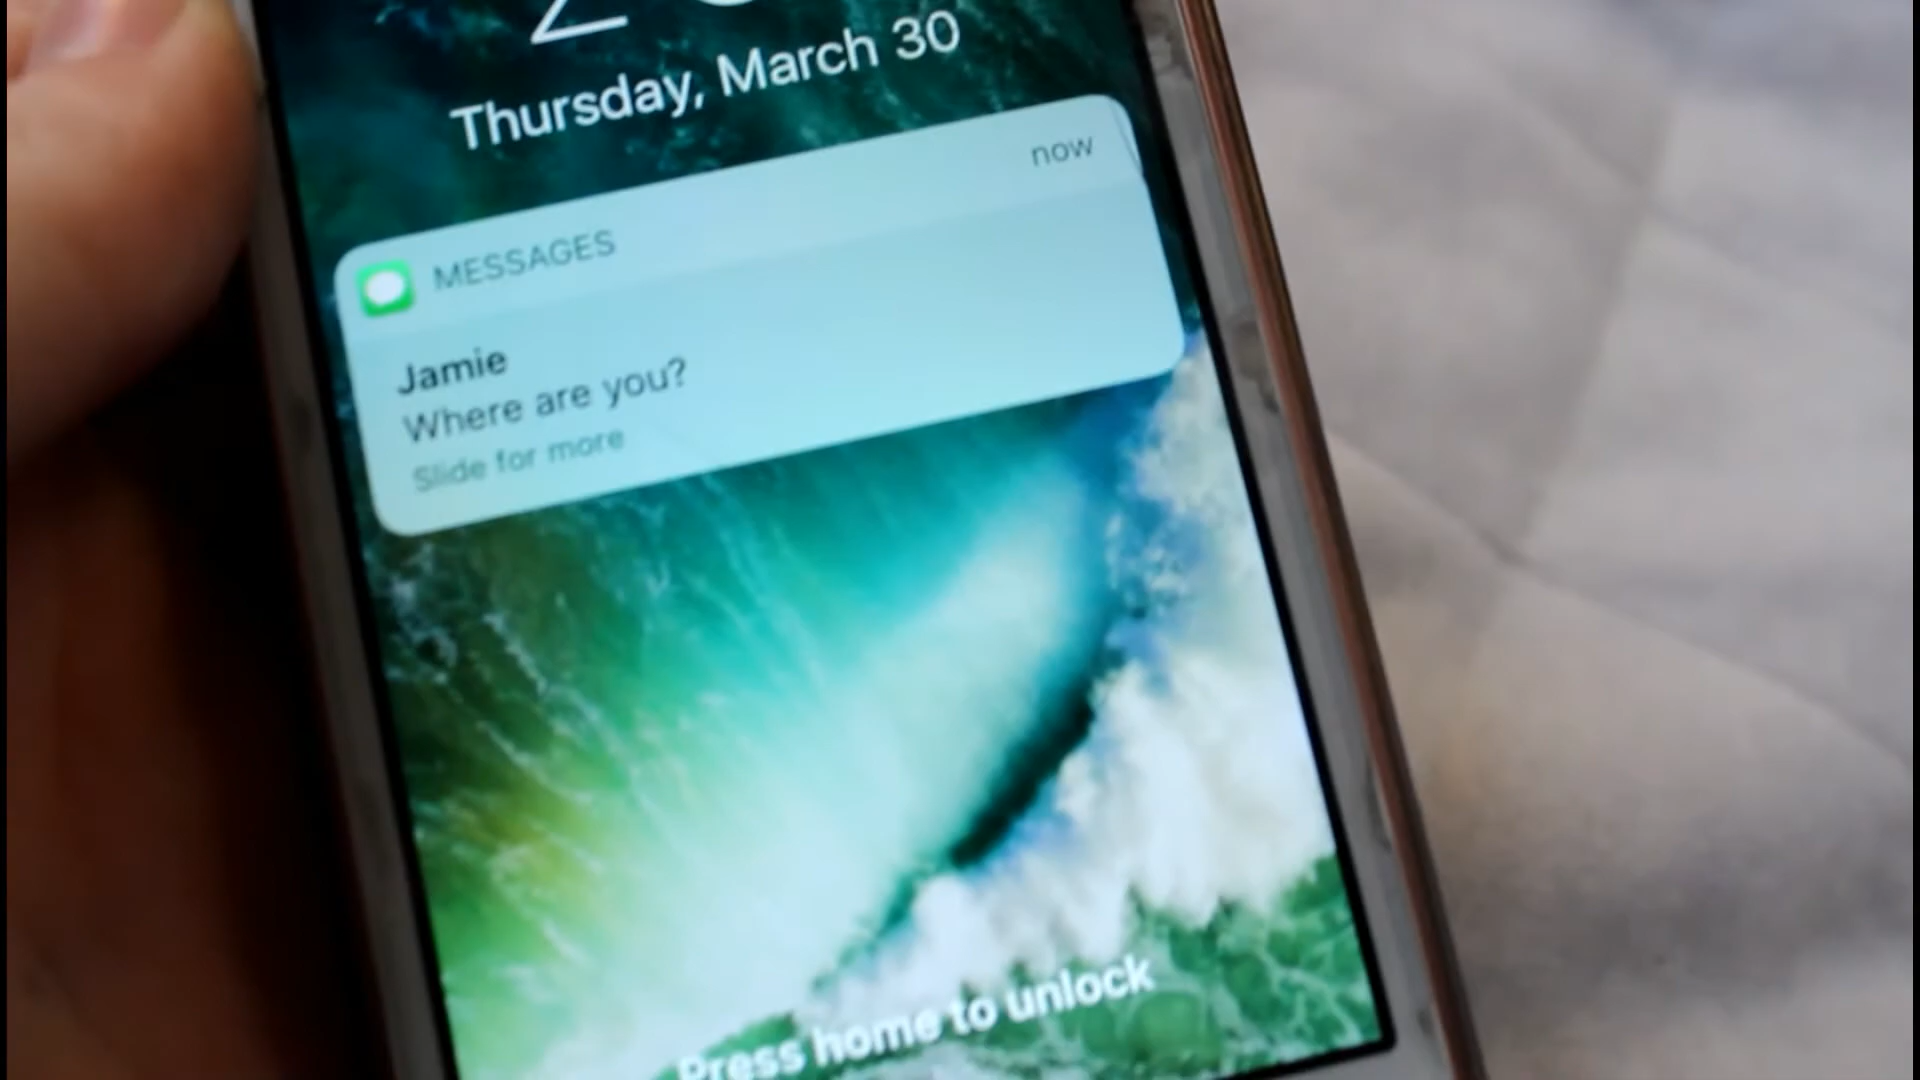 Thursday, March 30
now
MESSAGES
Jamie
Where are you?
Slide for more
Press home to unlock